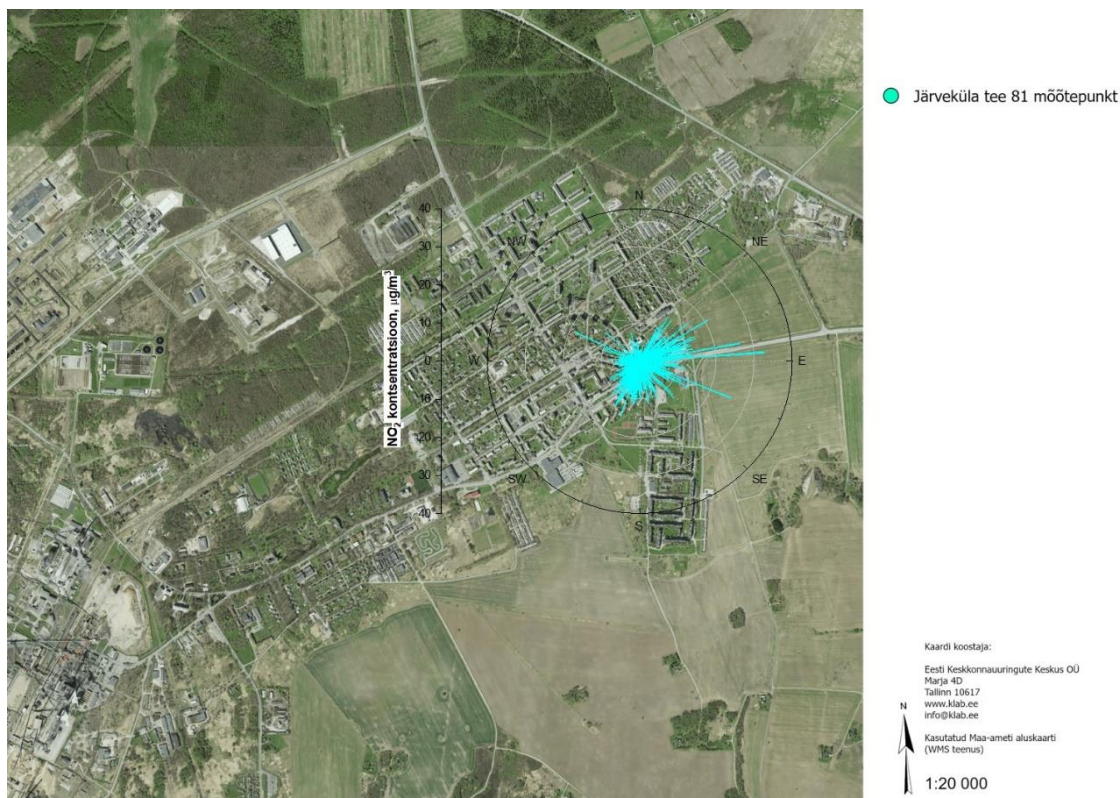 Järveküla tee 81 mõõtepunkt
N
NW
NE
W
E
SW
SE
S
40
30
20
10
0
10
20
30
40
NO2 kontsentratsioon, µg/m³
Kaardi koostaja:
Eesti Keskkonnauuringute Keskus OÜ
Marja 4D
Tallinn 10617
www.klab.ee
info@klab.ee
Kasutatud Maa-ameti aluskaarti
(WMS teenus)
N
1:20 000